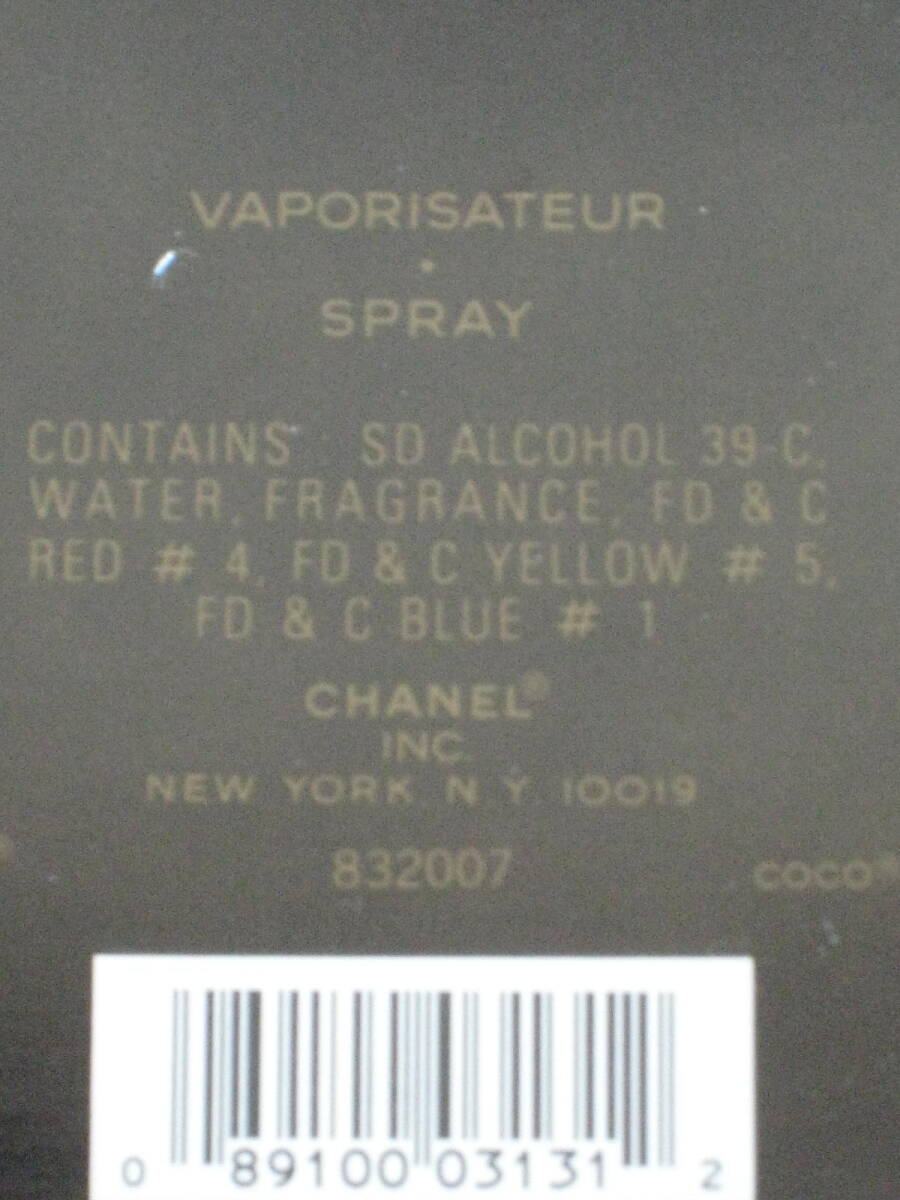 VAPORISATEUR
•
SPRAY
CONTAINS SD ALCOHOL 39-C,
WATER, FRAGRANCE, FD & C
RED # 4, FD & C YELLOW # 5,
FD & C BLUE # 1
CHANEL®
INC.
NEW YORK N Y 10019
832007
COCO®
0 89100 03131 2